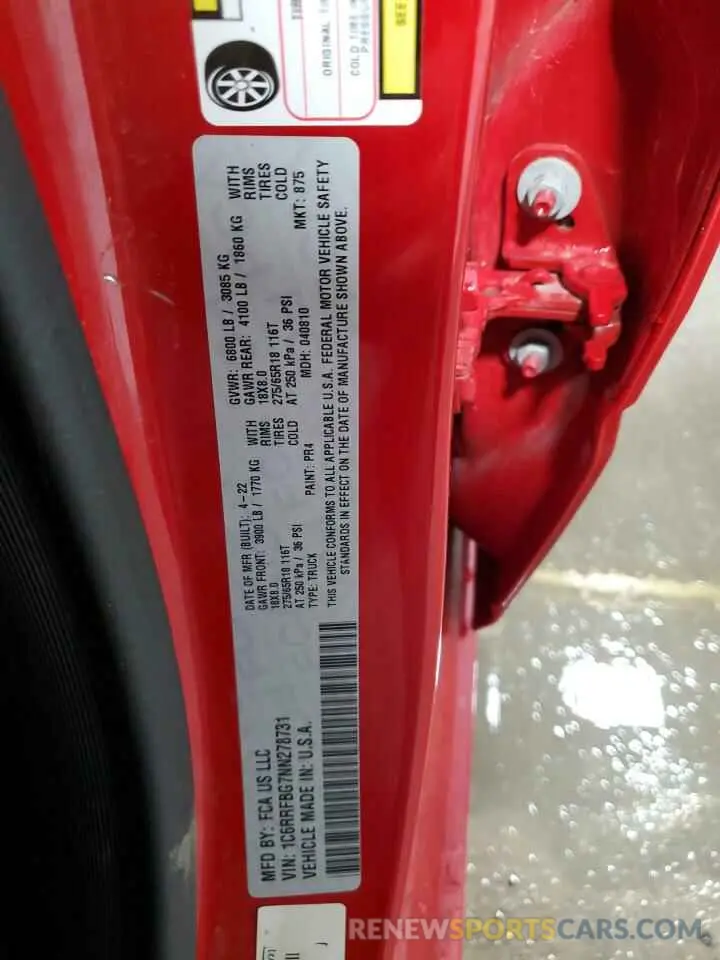 ORIGINAL
COLD TIRE
SEE
MFD BY: FCA US LLC
VIN: 1C6RRFBG7NN278731
VEHICLE MADE IN: U.S.A.
DATE OF MFR (BUILT): 4-22 GVWR: 6800 LB / 3085 KG
GAWR FRONT: 3900 LB / 1770 KG WITH GAWR REAR: 4100 LB / 1860 KG WITH
18X8.0 RIMS 18X8.0 RIMS
275/65R18 116T TIRES 275/65R18 116T TIRES
AT 250 kPa / 36 PSI COLD AT 250 kPa / 36 PSI COLD
TYPE: TRUCK PAINT: PR4 MDH: 040810 MKT: 875
THIS VEHICLE CONFORMS TO ALL APPLICABLE U.S.A. FEDERAL MOTOR VEHICLE SAFETY
STANDARDS IN EFFECT ON THE DATE OF MANUFACTURE SHOWN ABOVE.
RENEWSPORTSCARS.COM